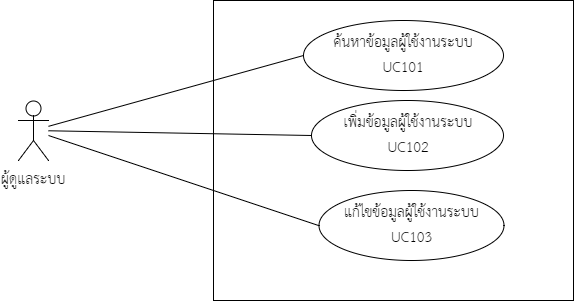 ค้นหาข้อมูลผู้ใช้งานระบบ
UC101
เพิ่มข้อมูลผู้ใช้งานระบบ
UC102
ผู้ดูแลระบบ
แก้ไขข้อมูลผู้ใช้งานระบบ
UC103